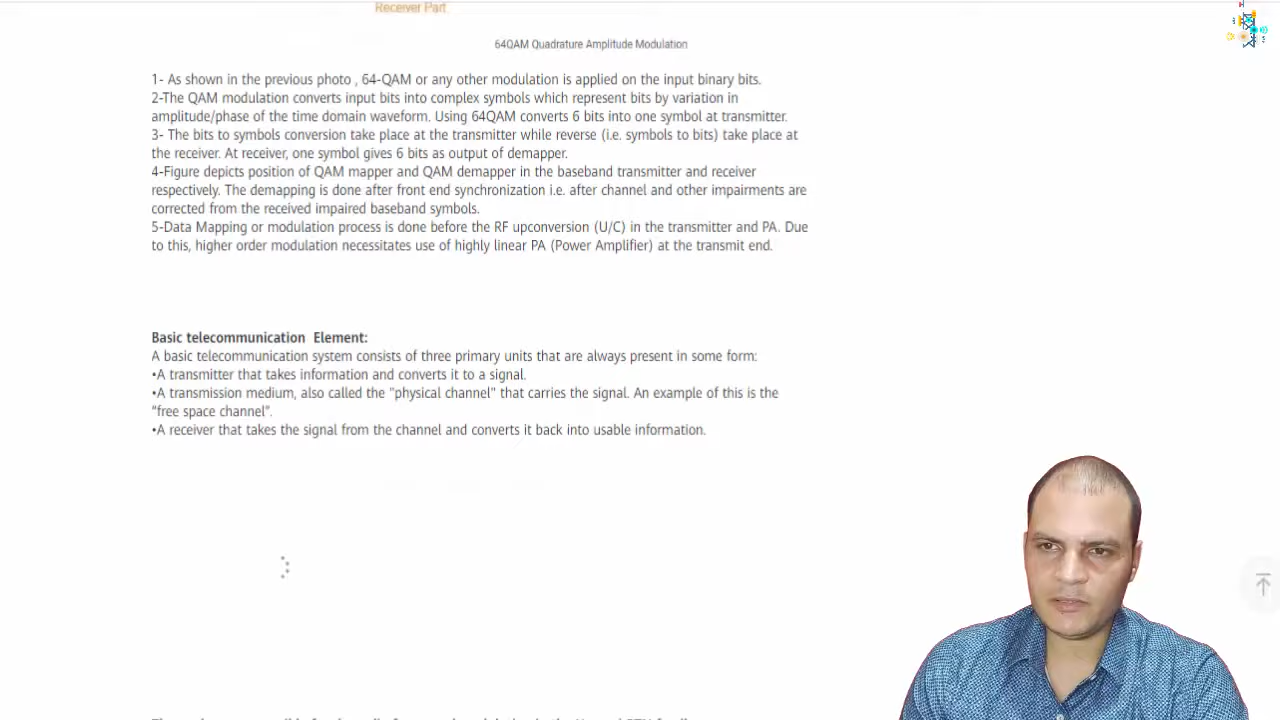 Receiver Part
64QAM Quadrature Amplitude Modulation
1- As shown in the previous photo , 64-QAM or any other modulation is applied on the input binary bits.
2-The QAM modulation converts input bits into complex symbols which represent bits by variation in
amplitude/phase of the time domain waveform. Using 64QAM converts 6 bits into one symbol at transmitter.
3- The bits to symbols conversion take place at the transmitter while reverse (i.e. symbols to bits) take place at
the receiver. At receiver, one symbol gives 6 bits as output of demapper.
4-Figure depicts position of QAM mapper and QAM demapper in the baseband transmitter and receiver
respectively. The demapping is done after front end synchronization i.e. after channel and other impairments are
corrected from the received impaired baseband symbols.
5-Data Mapping or modulation process is done before the RF upconversion (U/C) in the transmitter and PA. Due
to this, higher order modulation necessitates use of highly linear PA (Power Amplifier) at the transmit end.
Basic telecommunication Element:
A basic telecommunication system consists of three primary units that are always present in some form:
•A transmitter that takes information and converts it to a signal.
•A transmission medium, also called the "physical channel" that carries the signal. An example of this is the
"free space channel".
•A receiver that takes the signal from the channel and converts it back into usable information.